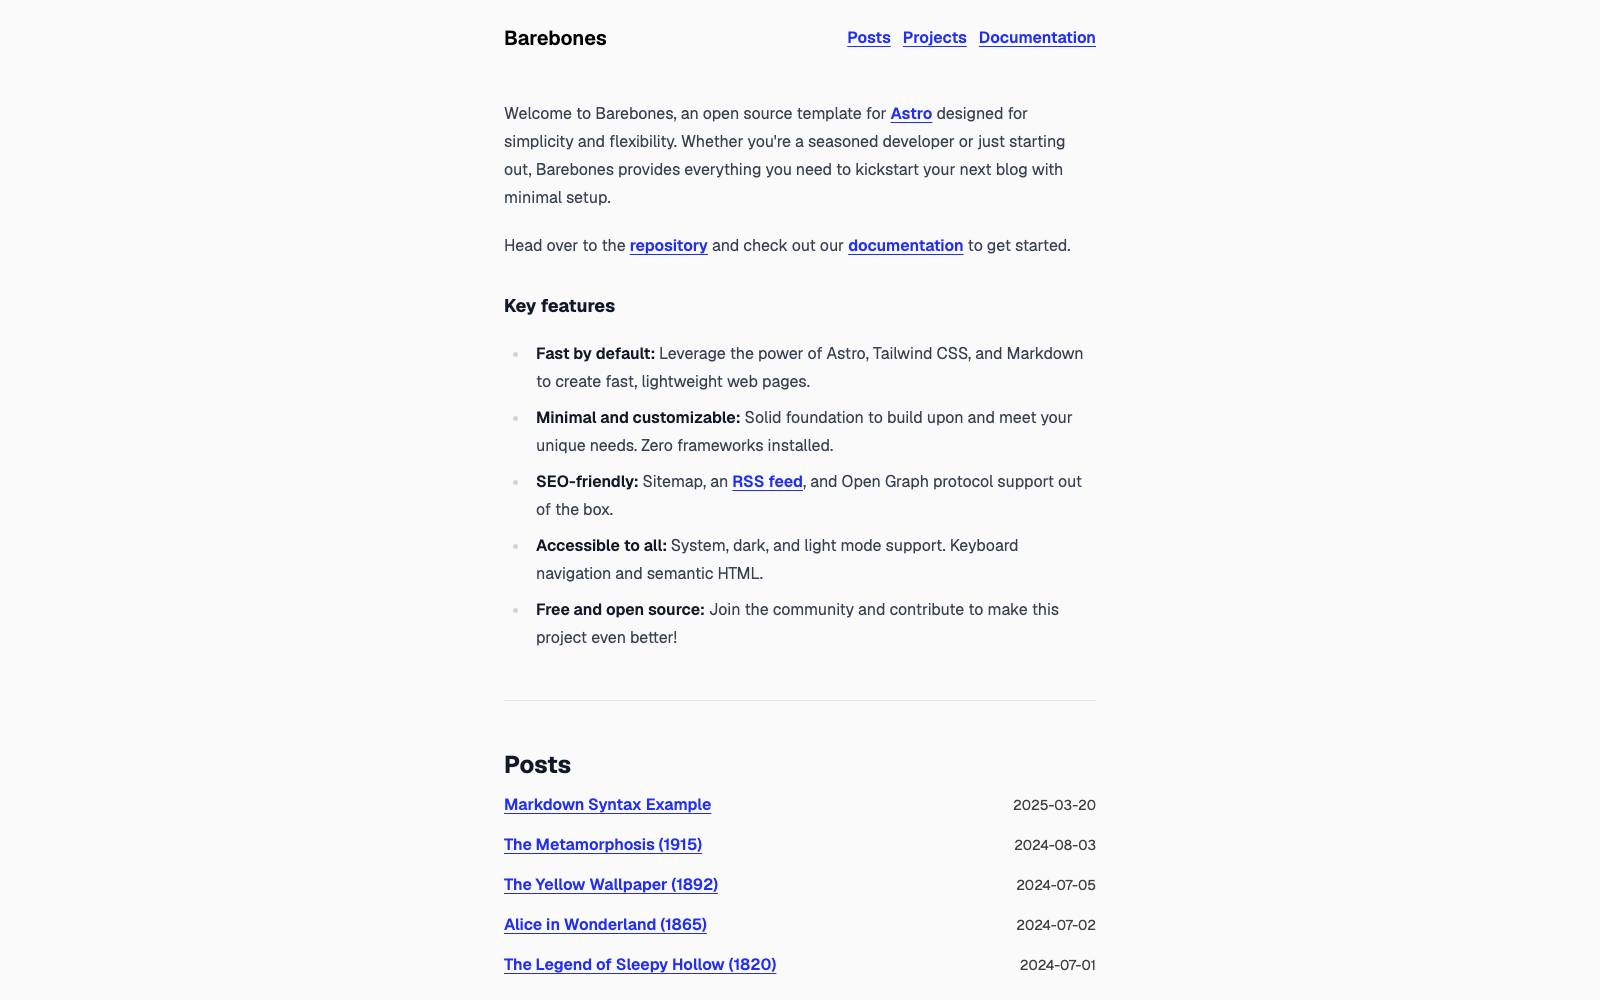 Barebones
Posts Projects Documentation
Welcome to Barebones, an open source template for Astro designed for
simplicity and flexibility. Whether you're a seasoned developer or just starting
out, Barebones provides everything you need to kickstart your next blog with
minimal setup.
Head over to the repository and check out our documentation to get started.
Key features
Fast by default: Leverage the power of Astro, Tailwind CSS, and Markdown
to create fast, lightweight web pages.
Minimal and customizable: Solid foundation to build upon and meet your
unique needs. Zero frameworks installed.
SEO-friendly: Sitemap, an RSS feed, and Open Graph protocol support out
of the box.
Accessible to all: System, dark, and light mode support. Keyboard
navigation and semantic HTML.
Free and open source: Join the community and contribute to make this
project even better!
Posts
Markdown Syntax Example 2025-03-20
The Metamorphosis (1915) 2024-08-03
The Yellow Wallpaper (1892) 2024-07-05
Alice in Wonderland (1865) 2024-07-02
The Legend of Sleepy Hollow (1820) 2024-07-01